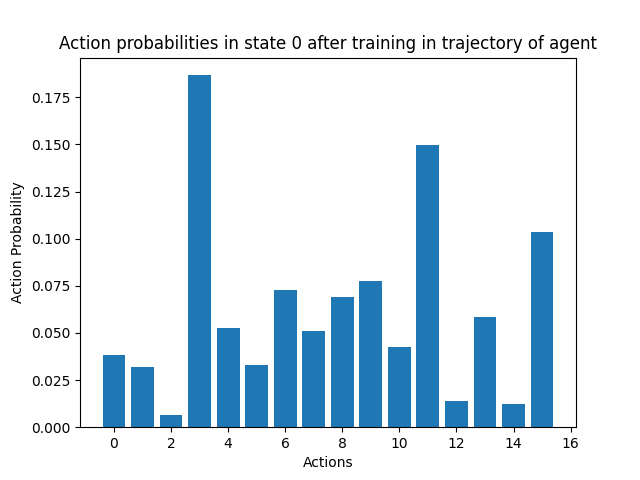 Action probabilities in state 0 after training in trajectory of agent
0.175
0.150
0.125
0.100
0.075
0.050
0.025
0.000
Action Probability
0 2 4 6 8 10 12 14 16
Actions